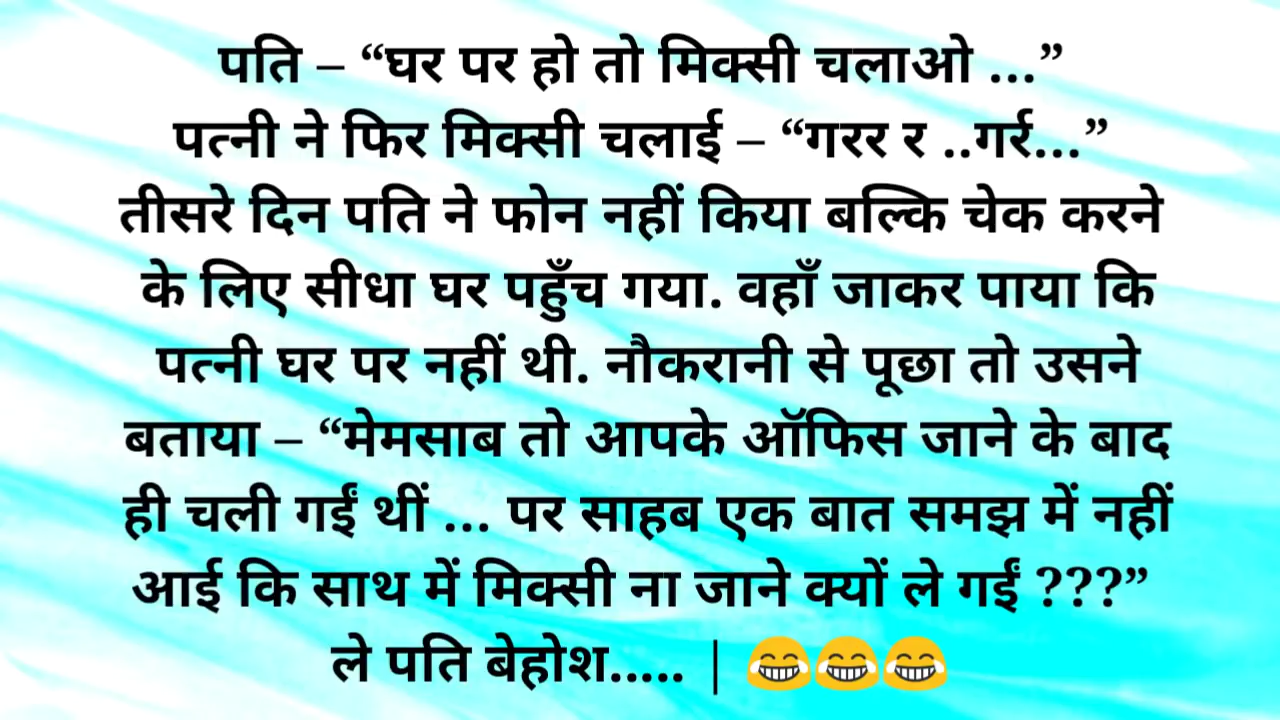 पति – “घर पर हो तो मिक्सी चलाओ ...”
पत्नी ने फिर मिक्सी चलाई – “गरर र ..गर्र...”
तीसरे दिन पति ने फोन नहीं किया बल्कि चेक करने
के लिए सीधा घर पहुँच गया. वहाँ जाकर पाया कि
पत्नी घर पर नहीं थी. नौकरानी से पूछा तो उसने
बताया – “मेमसाब तो आपके ऑफिस जाने के बाद
ही चली गईं थीं ... पर साहब एक बात समझ में नहीं
आई कि साथ में मिक्सी ना जाने क्यों ले गईं ???”
ले पति बेहोश..... | 😂😂😂